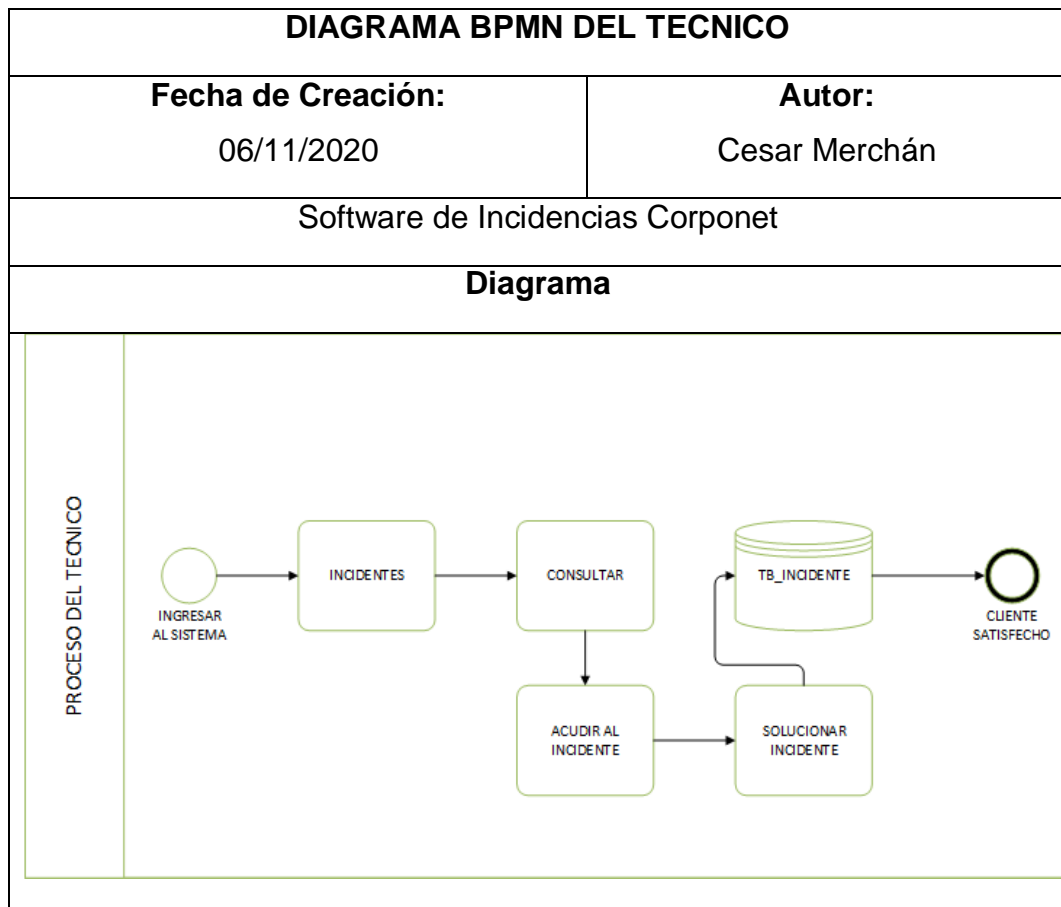 DIAGRAMA BPMN DEL TECNICO
Fecha de Creación:
06/11/2020
Autor:
Cesar Merchán
Software de Incidencias Corponet
Diagrama
PROCESO DEL TECNICO
INGRESAR
AL SISTEMA
INCIDENTES
CONSULTAR
ACUDIR AL
INCIDENTE
SOLUCIONAR
INCIDENTE
TB_INCIDENTE
CLIENTE
SATISFECHO